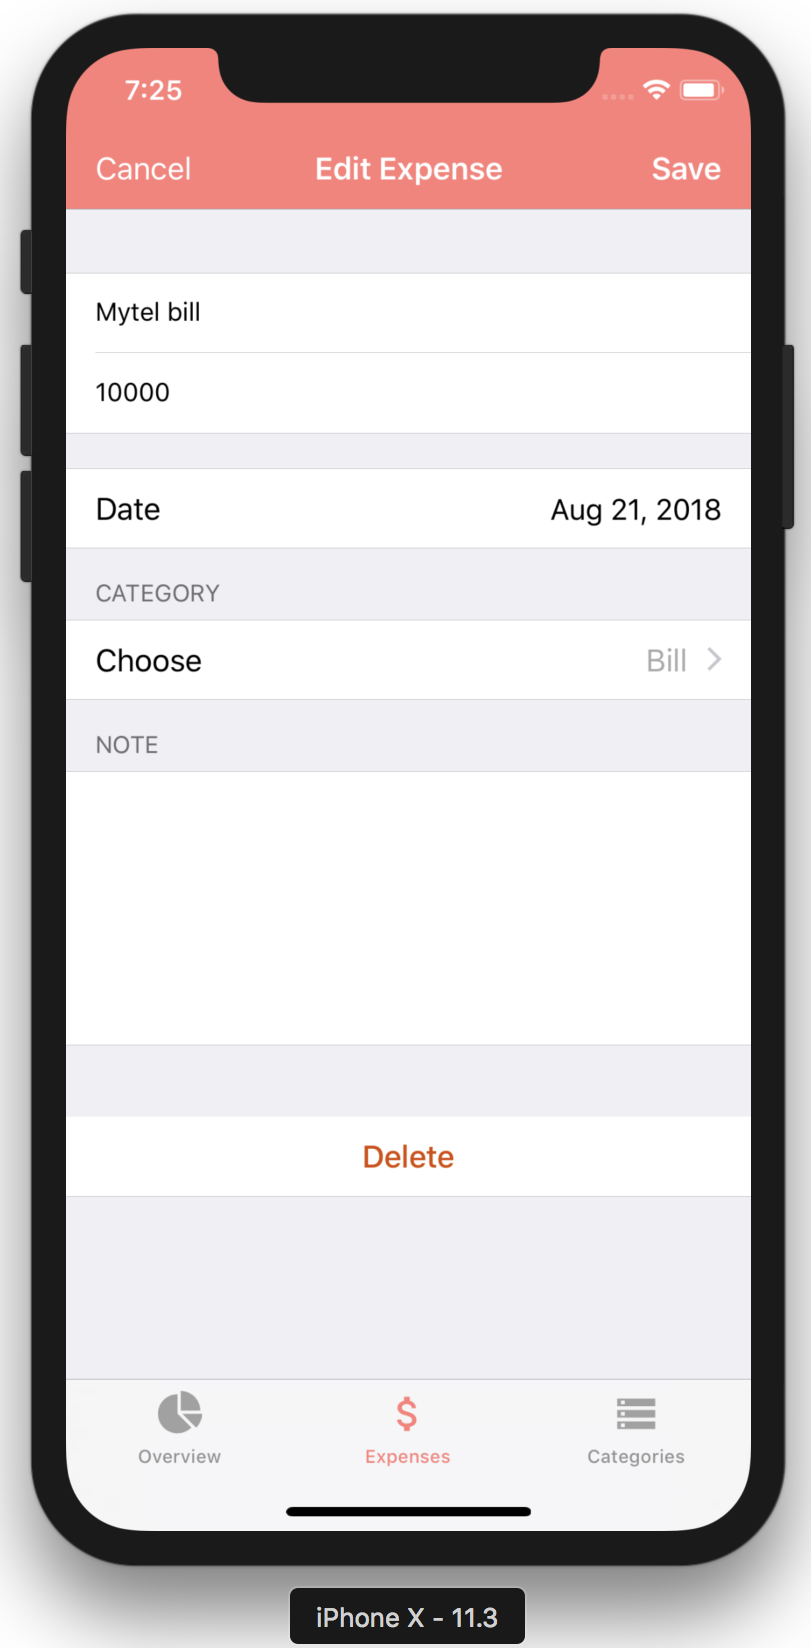 7:25
Cancel Edit Expense Save
Mytel bill
10000
Date Aug 21, 2018
CATEGORY
Choose Bill
NOTE
Delete
$
Overview Expenses Categories
iPhone X - 11.3